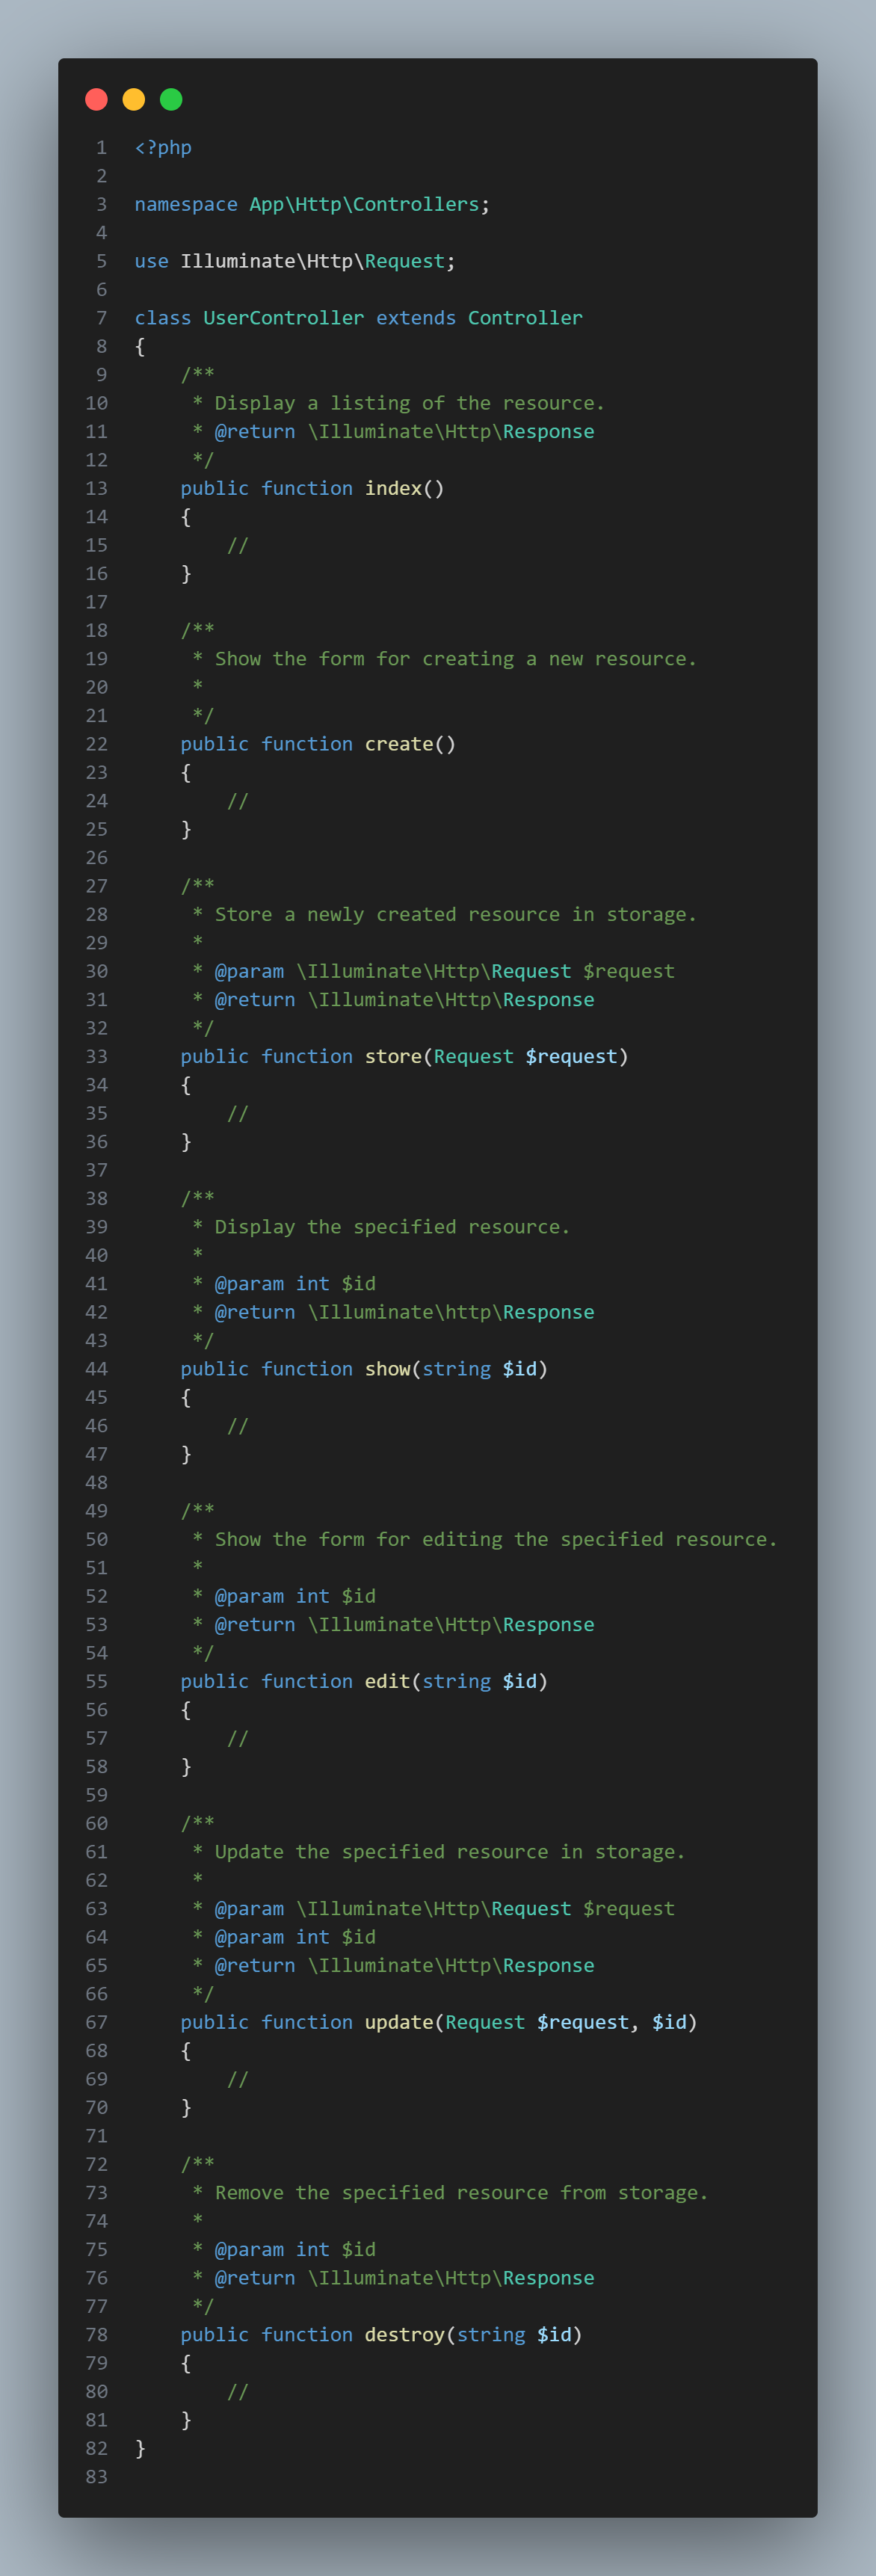 1 <?php
2
3 namespace App\Http\Controllers;
4
5 use Illuminate\Http\Request;
6
7 class UserController extends Controller
8 {
9     /**
10      * Display a listing of the resource.
11      * @return \Illuminate\Http\Response
12      */
13     public function index()
14     {
15         //
16     }
17
18     /**
19      * Show the form for creating a new resource.
20      *
21      */
22     public function create()
23     {
24         //
25     }
26
27     /**
28      * Store a newly created resource in storage.
29      *
30      * @param \Illuminate\Http\Request $request
31      * @return \Illuminate\Http\Response
32      */
33     public function store(Request $request)
34     {
35         //
36     }
37
38     /**
39      * Display the specified resource.
40      *
41      * @param int $id
42      * @return \Illuminate\http\Response
43      */
44     public function show(string $id)
45     {
46         //
47     }
48
49     /**
50      * Show the form for editing the specified resource.
51      *
52      * @param int $id
53      * @return \Illuminate\Http\Response
54      */
55     public function edit(string $id)
56     {
57         //
58     }
59
60     /**
61      * Update the specified resource in storage.
62      *
63      * @param \Illuminate\Http\Request $request
64      * @param int $id
65      * @return \Illuminate\Http\Response
66      */
67     public function update(Request $request, $id)
68     {
69         //
70     }
71
72     /**
73      * Remove the specified resource from storage.
74      *
75      * @param int $id
76      * @return \Illuminate\Http\Response
77      */
78     public function destroy(string $id)
79     {
80         //
81     }
82 }
83